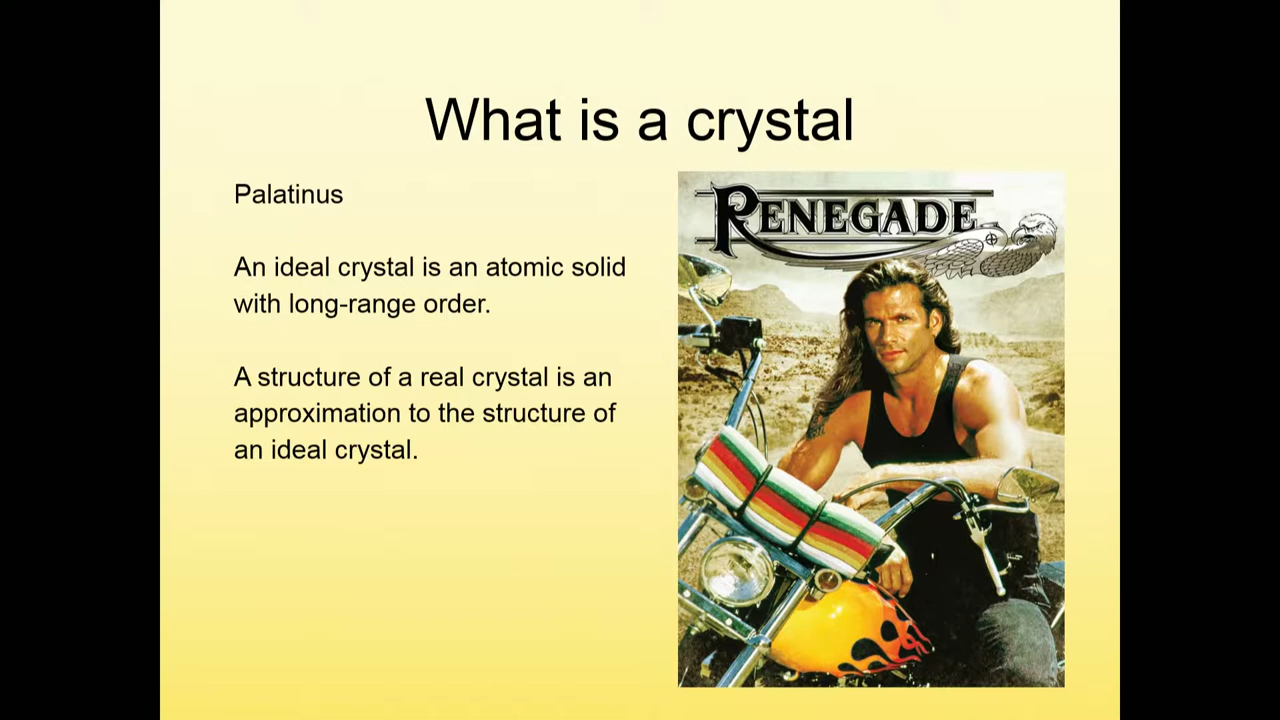 What is a crystal
Palatinus
An ideal crystal is an atomic solid
with long-range order.
A structure of a real crystal is an
approximation to the structure of
an ideal crystal.
RENEGADE